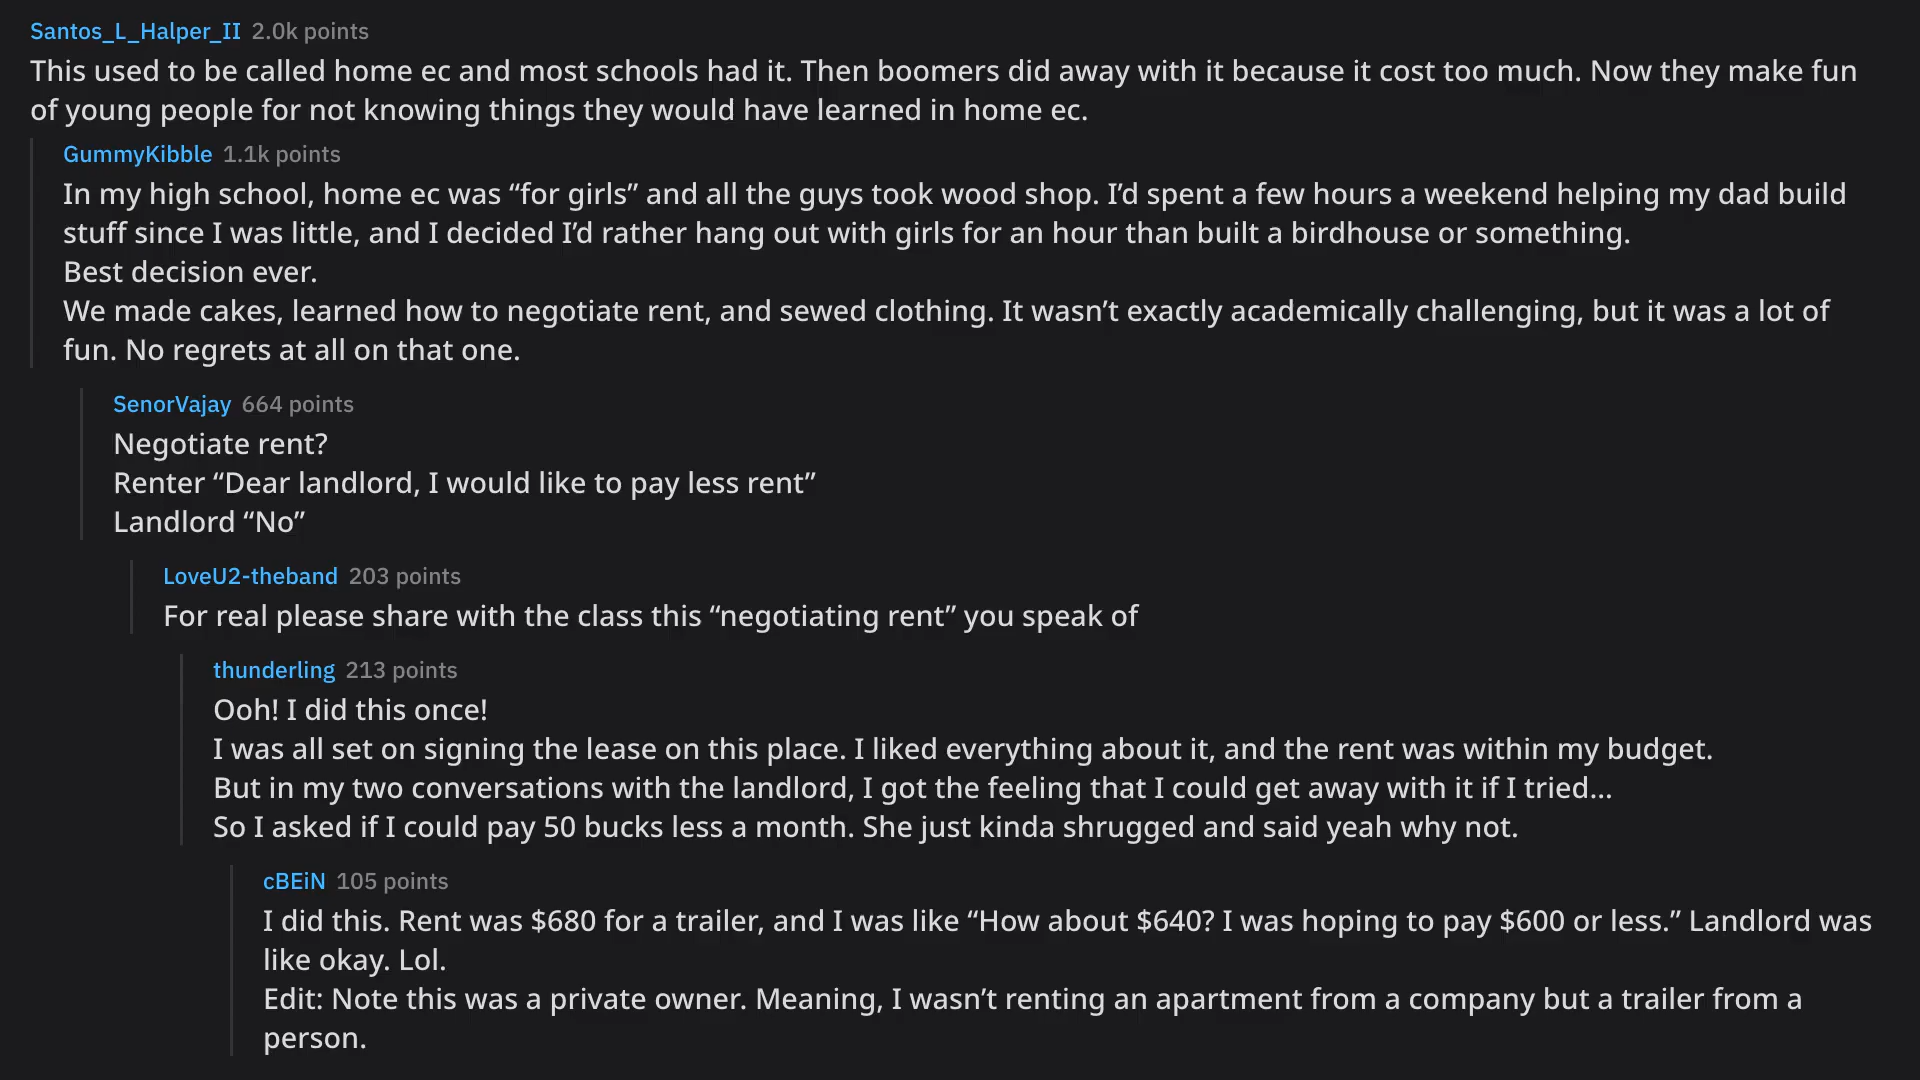 Santos_L_Halper_II 2.0k points
This used to be called home ec and most schools had it. Then boomers did away with it because it cost too much. Now they make fun
of young people for not knowing things they would have learned in home ec.
GummyKibble 1.1k points
In my high school, home ec was “for girls” and all the guys took wood shop. I’d spent a few hours a weekend helping my dad build
stuff since I was little, and I decided I’d rather hang out with girls for an hour than built a birdhouse or something.
Best decision ever.
We made cakes, learned how to negotiate rent, and sewed clothing. It wasn’t exactly academically challenging, but it was a lot of
fun. No regrets at all on that one.
SenorVajay 664 points
Negotiate rent?
Renter “Dear landlord, I would like to pay less rent”
Landlord “No”
LoveU2-theband 203 points
For real please share with the class this “negotiating rent” you speak of
thunderling 213 points
Ooh! I did this once!
I was all set on signing the lease on this place. I liked everything about it, and the rent was within my budget.
But in my two conversations with the landlord, I got the feeling that I could get away with it if I tried...
So I asked if I could pay 50 bucks less a month. She just kinda shrugged and said yeah why not.
cBEiN 105 points
I did this. Rent was $680 for a trailer, and I was like “How about $640? I was hoping to pay $600 or less.” Landlord was
like okay. Lol.
Edit: Note this was a private owner. Meaning, I wasn’t renting an apartment from a company but a trailer from a
person.